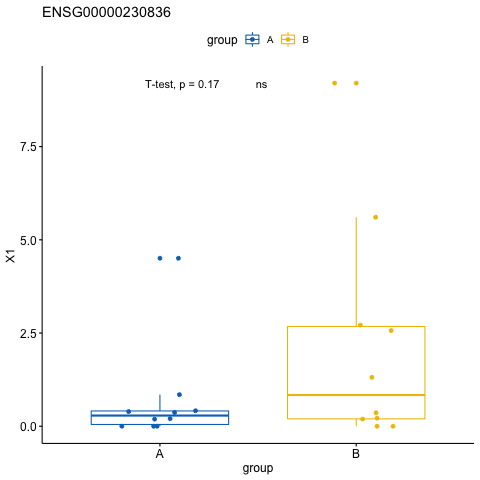 ENSG00000230836
group A B
T-test, p = 0.17 ns
7.5
5.0
X1
2.5
0.0
A B
group